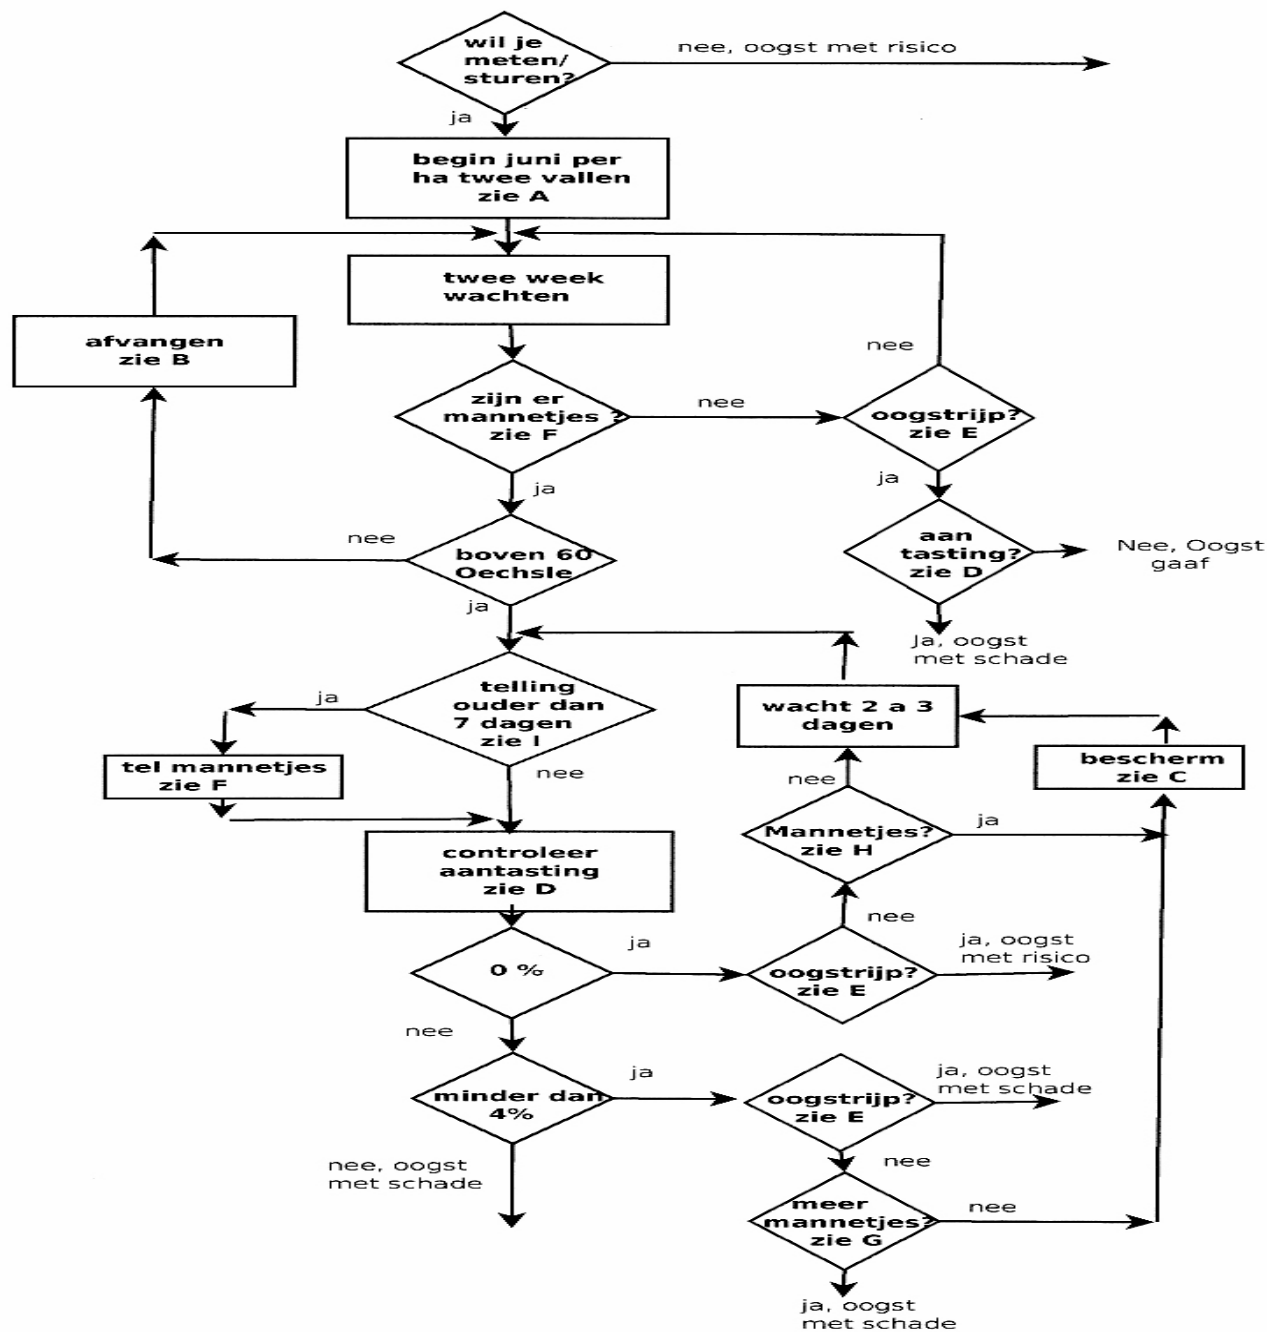 wil je
meten/
sturen?
nee, oogst met risico
ja
begin juni per
ha twee vallen
zie A
twee week
wachten
afvangen
zie B
nee
zijn er
mannetjes ?
zie F
nee
oogstrijp?
zie E
ja
ja
nee
boven 60
Oechsle
aan
tasting?
zie D
Nee, Oogst
gaaf
ja
Ja, oogst
met schade
telling
ouder dan
7 dagen
zie I
ja
wacht 2 a 3
dagen
tel mannetjes
zie F
nee
nee
bescherm
zie C
Mannetjes?
zie H
ja
controleer
aantasting
zie D
nee
0 %
ja
oogstrijp?
zie E
ja, oogst
met risico
nee
minder dan
4%
ja
oogstrijp?
zie E
ja, oogst
met schade
nee, oogst
met schade
nee
meer
mannetjes?
zie G
nee
ja, oogst
met schade